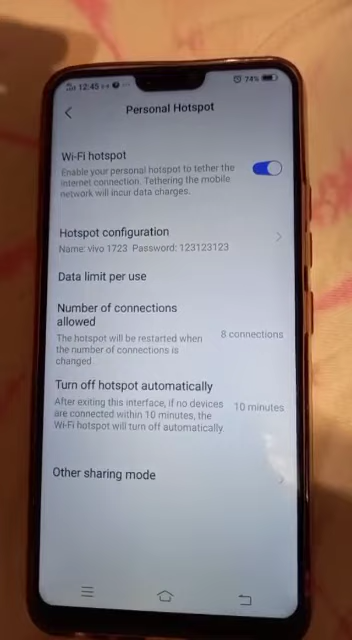 12:45
74%
Personal Hotspot
Wi-Fi hotspot
Enable your personal hotspot to tether the
internet connection. Tethering the mobile
network will incur data charges.
Hotspot configuration
Name: vivo 1723 Password: 123123123
Data limit per use
Number of connections
allowed
The hotspot will be restarted when
the number of connections is
changed
8 connections
Turn off hotspot automatically
After exiting this interface, if no devices
are connected within 10 minutes, the
Wi-Fi hotspot will turn off automatically.
10 minutes
Other sharing mode